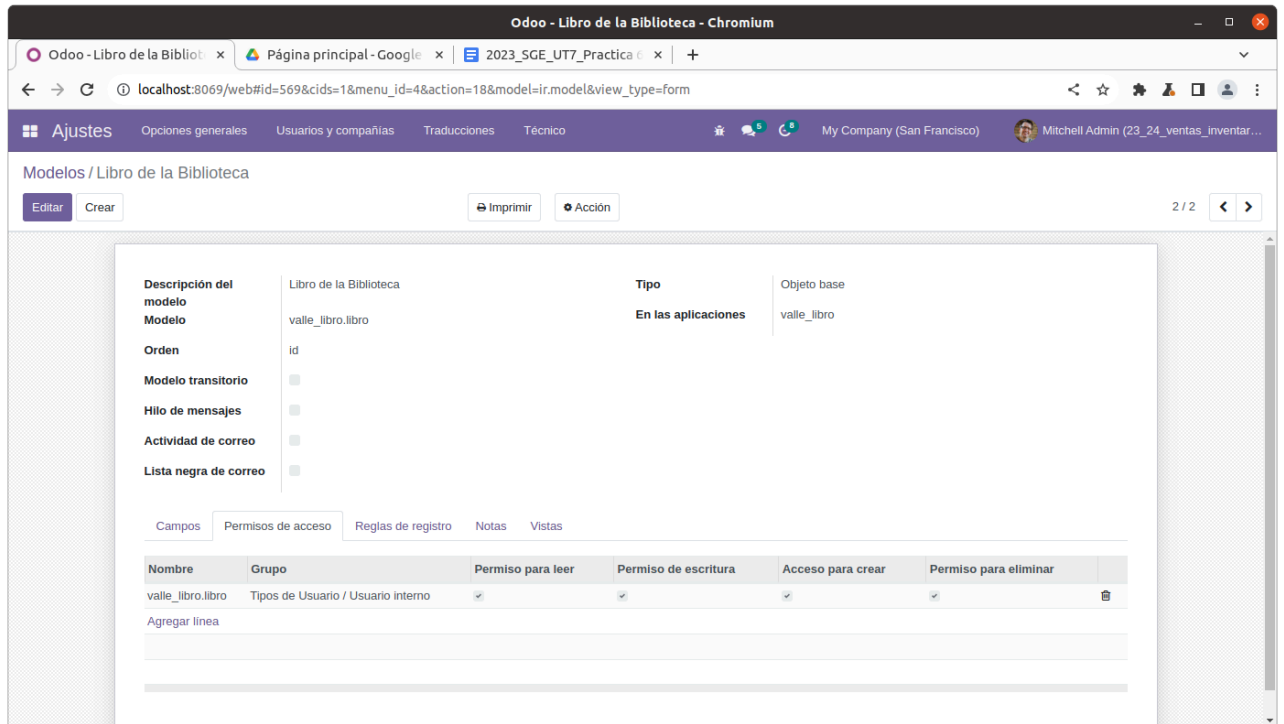 Odoo - Libro de la Biblioteca - Chromium
Odoo - Libro de la Bibliot
Página principal - Google
2023_SGE_UT7_Practica 6
localhost:8069/web#id=569&cids=1&menu_id=4&action=18&model=ir.model&view_type=form
Ajustes Opciones generales Usuarios y compañías Traducciones Técnico 5 8 My Company (San Francisco) Mitchell Admin (23_24_ventas_inventar...
Modelos / Libro de la Biblioteca
Editar Crear Imprimir Acción 2 / 2
Descripción del modelo Libro de la Biblioteca
Modelo valle_libro.libro
Orden id
Modelo transitorio
Hilo de mensajes
Actividad de correo
Lista negra de correo
Tipo Objeto base
En las aplicaciones valle_libro
Campos Permisos de acceso Reglas de registro Notas Vistas
Nombre Grupo Permiso para leer Permiso de escritura Acceso para crear Permiso para eliminar
valle_libro.libro Tipos de Usuario / Usuario interno
Agregar línea